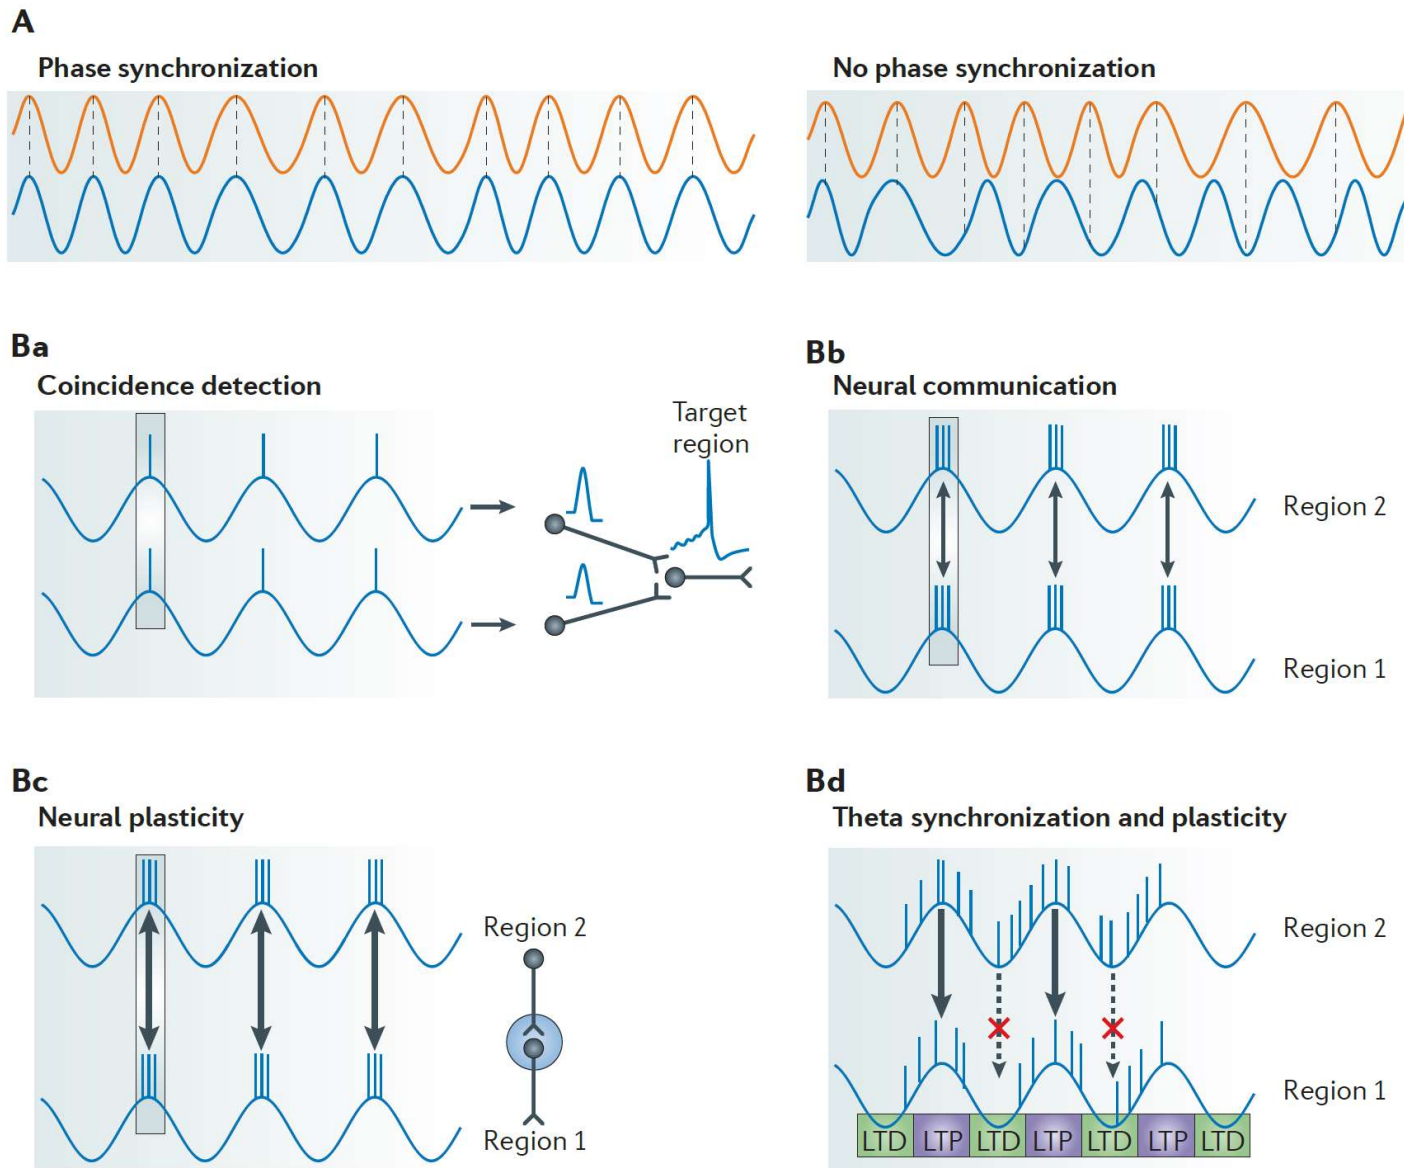 A
Phase synchronization
No phase synchronization
Ba
Coincidence detection
Target
region
Bb
Neural communication
Region 2
Region 1
Bc
Neural plasticity
Region 2
Region 1
Bd
Theta synchronization and plasticity
Region 2
Region 1
LTD LTP LTD LTP LTD LTP LTD